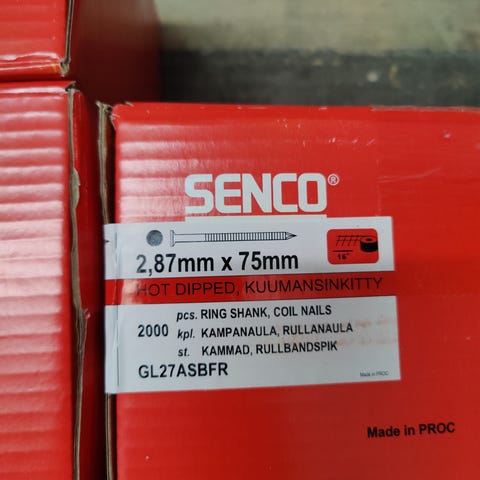 SENCO®
16°
2,87mm x 75mm
HOT DIPPED, KUUMANSINKITTY
2000 pcs. RING SHANK, COIL NAILS
kpl. KAMPANAULA, RULLANAULA
st. KAMMAD, RULLBANDSPIK
GL27ASBFR
Made in PROC
Made in PROC